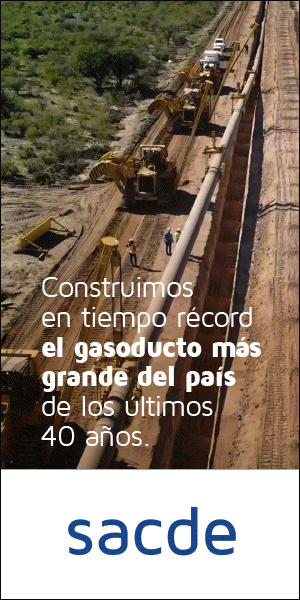 Construimos
en tiempo récord
el gasoducto más
grande del país
de los últimos
40 años.
sacde